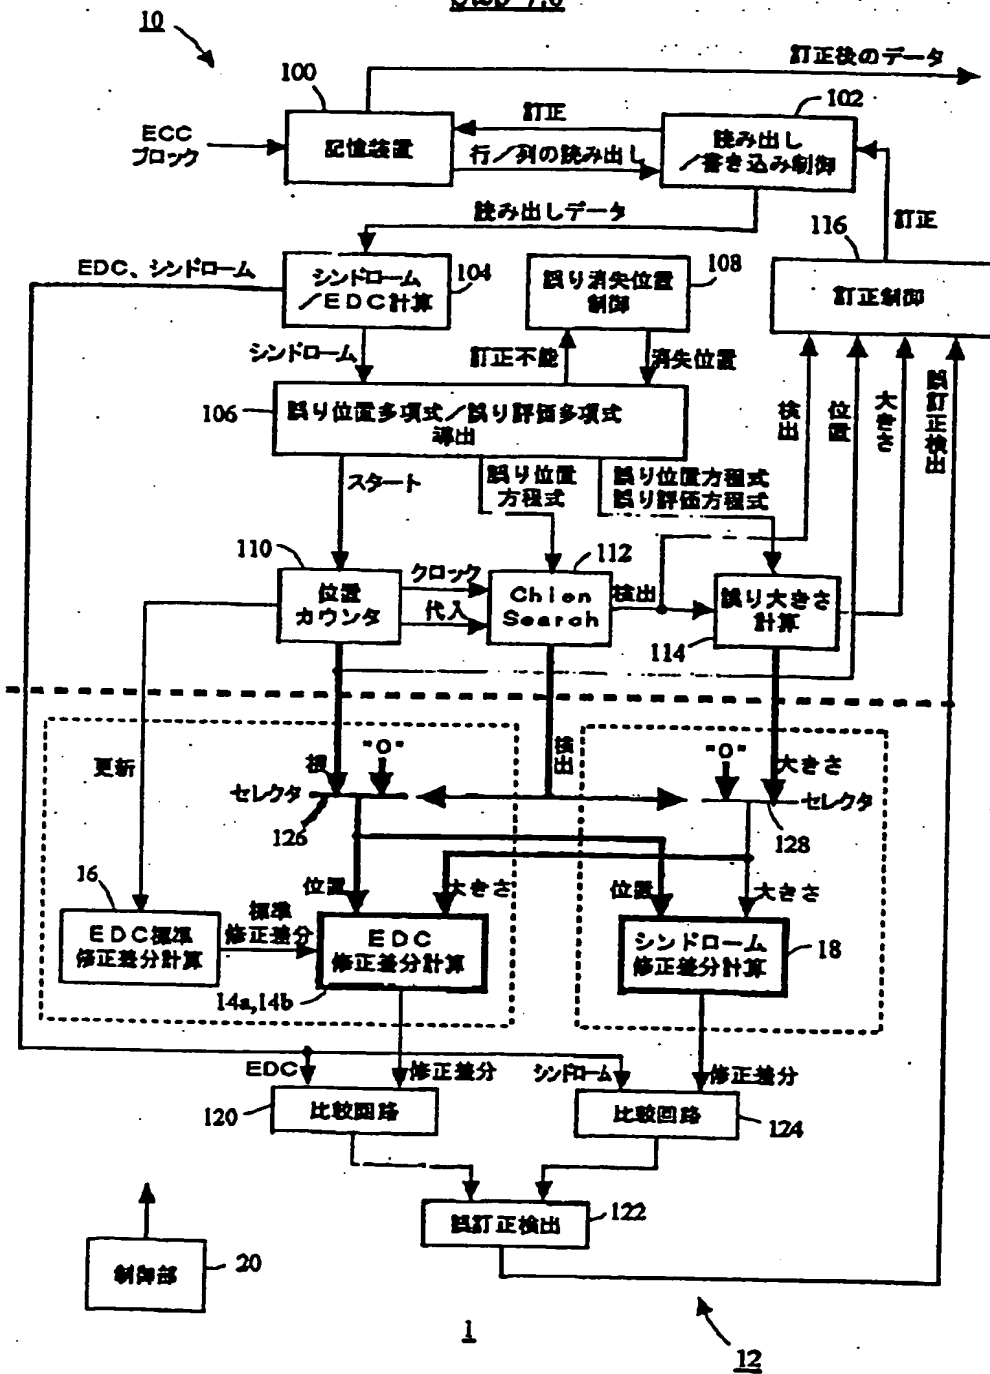 10
訂正後のデータ
100
102
ECC
ブロック
記憶装置
訂正
行／列の読み出し
読み出し
／書き込み制御
読み出しデータ
116
訂正
EDC、シンドローム
シンドローム
／EDC計算
104
誤り消失位置
制御
108
訂正制御
シンドローム
訂正不能
消失位置
106
誤り位置多項式／誤り評価多項式
導出
検出
位置
大きさ
誤訂正検出
スタート
誤り位置
方程式
誤り位置方程式
誤り評価方程式
110
位置
カウンタ
クロック
代入
112
Chien
Search
検出
誤り大きさ
計算
114
更新
根
"0"
検出
"0"
大きさ
セレクタ
126
セレクタ
128
16
位置
大きさ
位置
大きさ
EDC標準
修正差分計算
標準
修正差分
EDC
修正差分計算
14a,14b
シンドローム
修正差分計算
18
EDC
修正差分
シンドローム
修正差分
120
比較回路
比較回路
124
誤訂正検出
122
制御部
20
1
12